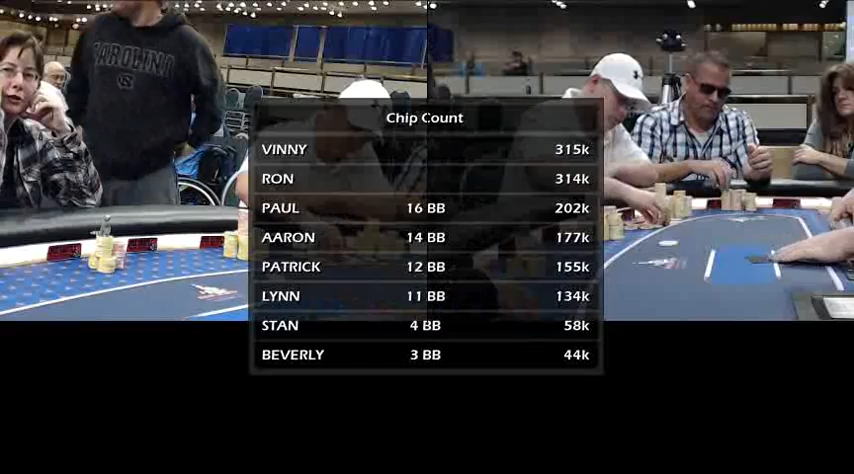 CAROLINA
Chip Count
VINNY 315k
RON 314k
PAUL 16 BB 202k
AARON 14 BB 177k
PATRICK 12 BB 155k
LYNN 11 BB 134k
STAN 4 BB 58k
BEVERLY 3 BB 44k